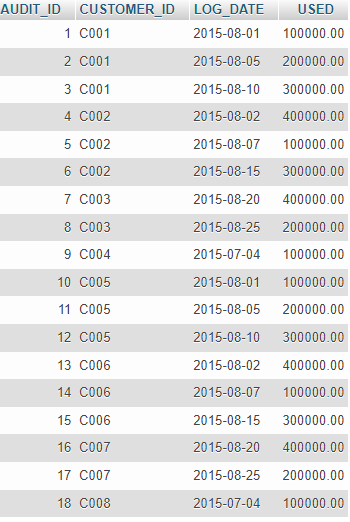 AUDIT_ID CUSTOMER_ID LOG_DATE USED
1 C001 2015-08-01 100000.00
2 C001 2015-08-05 200000.00
3 C001 2015-08-10 300000.00
4 C002 2015-08-02 400000.00
5 C002 2015-08-07 100000.00
6 C002 2015-08-15 300000.00
7 C003 2015-08-20 400000.00
8 C003 2015-08-25 200000.00
9 C004 2015-07-04 100000.00
10 C005 2015-08-01 100000.00
11 C005 2015-08-05 200000.00
12 C005 2015-08-10 300000.00
13 C006 2015-08-02 400000.00
14 C006 2015-08-07 100000.00
15 C006 2015-08-15 300000.00
16 C007 2015-08-20 400000.00
17 C007 2015-08-25 200000.00
18 C008 2015-07-04 100000.00